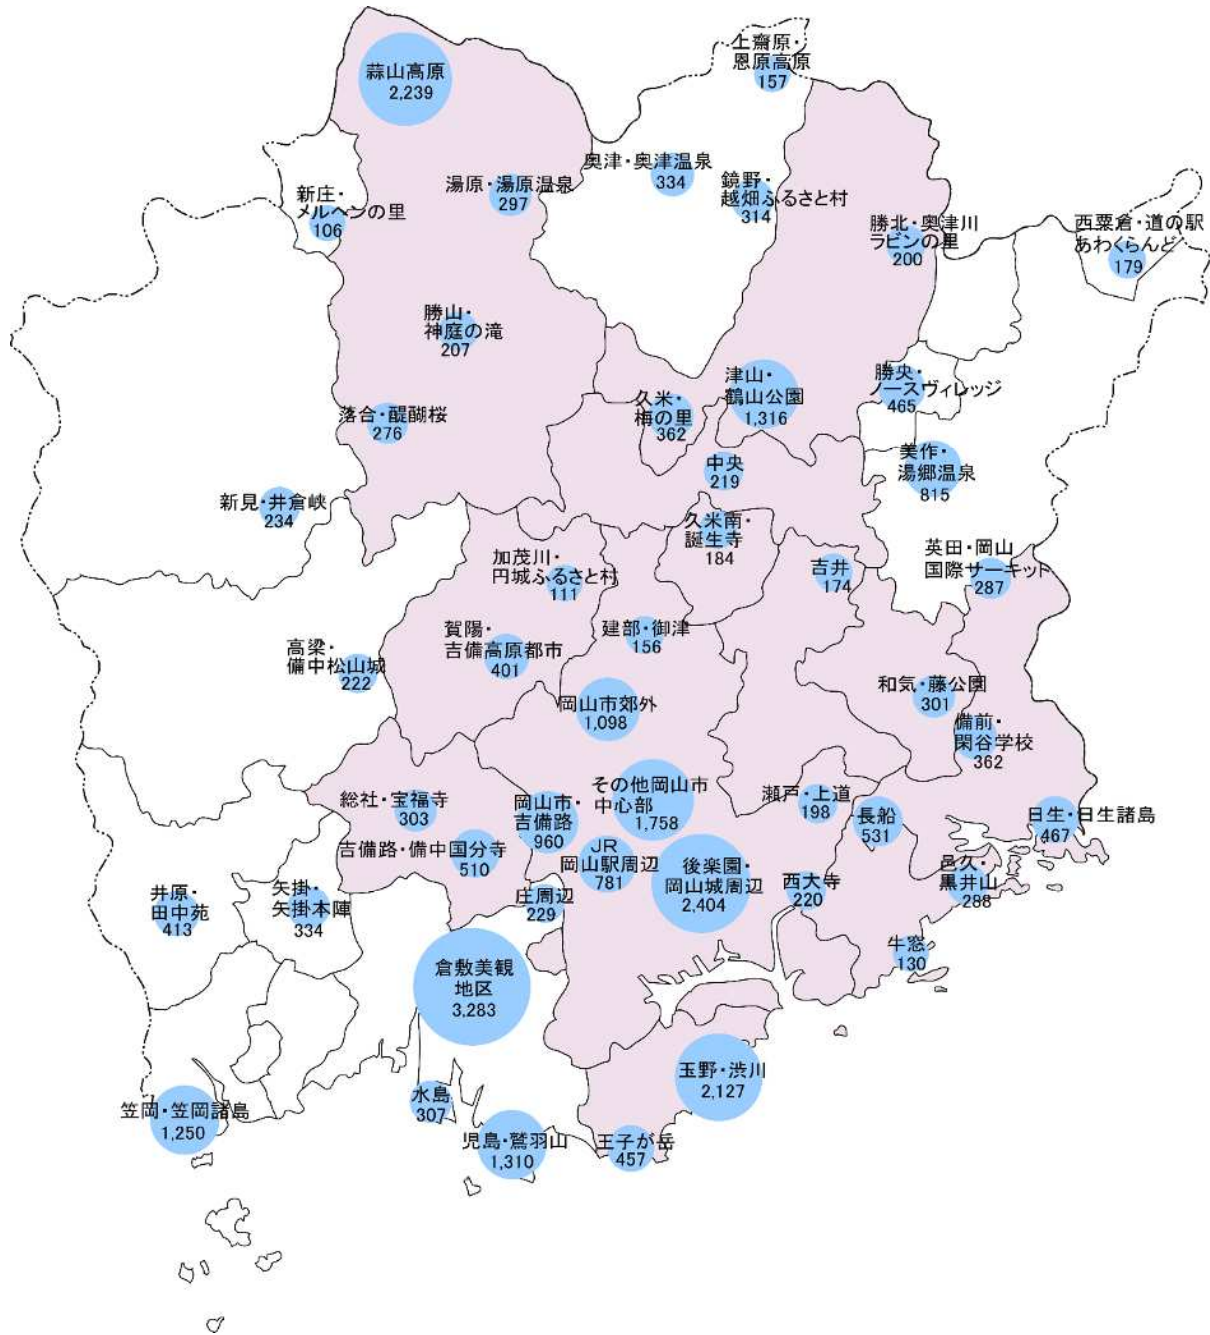 上齋原・
恩原高原
157
蒜山高原
2,239
奥津・奥津温泉
334
湯原・湯原温泉
297
鏡野・
越畑ふるさと村
314
新庄・
メルヘンの里
106
勝北・奥津川
ラビンの里
200
西粟倉・道の駅
あわくらんど
179
勝山・
神庭の滝
207
津山・
鶴山公園
1,316
勝央・
ノースヴィレッジ
465
久米・
梅の里
362
落合・醍醐桜
276
美作・
湯郷温泉
815
中央
219
新見・井倉峡
234
久米南・
誕生寺
184
加茂川・
円城ふるさと村
111
吉井
174
英田・岡山
国際サーキット
287
賀陽・
吉備高原都市
401
建部・御津
156
高梁・
備中松山城
222
和気・藤公園
301
岡山市郊外
1,098
備前・
閑谷学校
362
総社・宝福寺
303
岡山市・
吉備路
960
その他岡山市
中心部
1,758
瀬戸・上道
198
長船
531
日生・日生諸島
467
吉備路・備中国分寺
510
JR
岡山駅周辺
781
後楽園・
岡山城周辺
2,404
西大寺
220
邑久・
黒井山
288
井原・
田中苑
413
矢掛・
矢掛本陣
334
庄周辺
229
牛窓
130
倉敷美観
地区
3,283
玉野・渋川
2,127
水島
307
笠岡・笠岡諸島
1,250
児島・鷲羽山
1,310
王子が岳
457